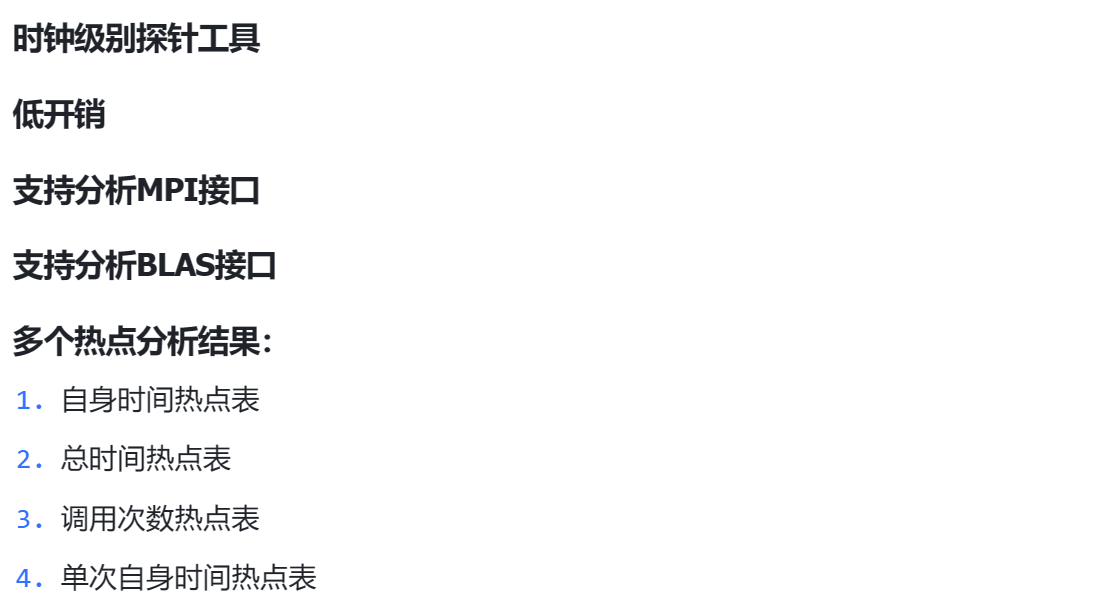 时钟级别探针工具
低开销
支持分析MPI接口
支持分析BLAS接口
多个热点分析结果：
1. 自身时间热点表
2. 总时间热点表
3. 调用次数热点表
4. 单次自身时间热点表